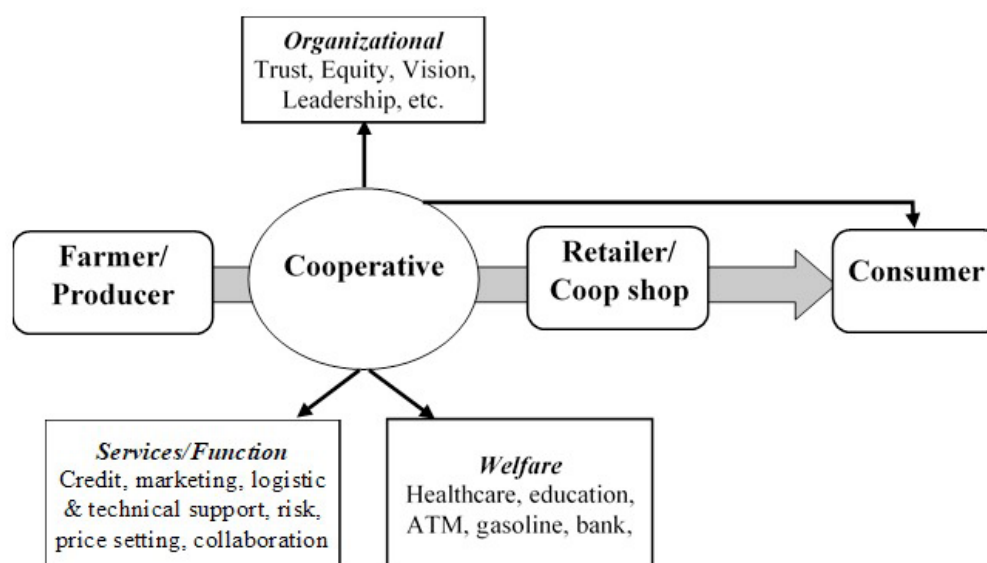 Organizational
Trust, Equity, Vision,
Leadership, etc.
Farmer/
Producer
Cooperative
Retailer/
Coop shop
Consumer
Services/Function
Credit, marketing, logistic
& technical support, risk,
price setting, collaboration
Welfare
Healthcare, education,
ATM, gasoline, bank,